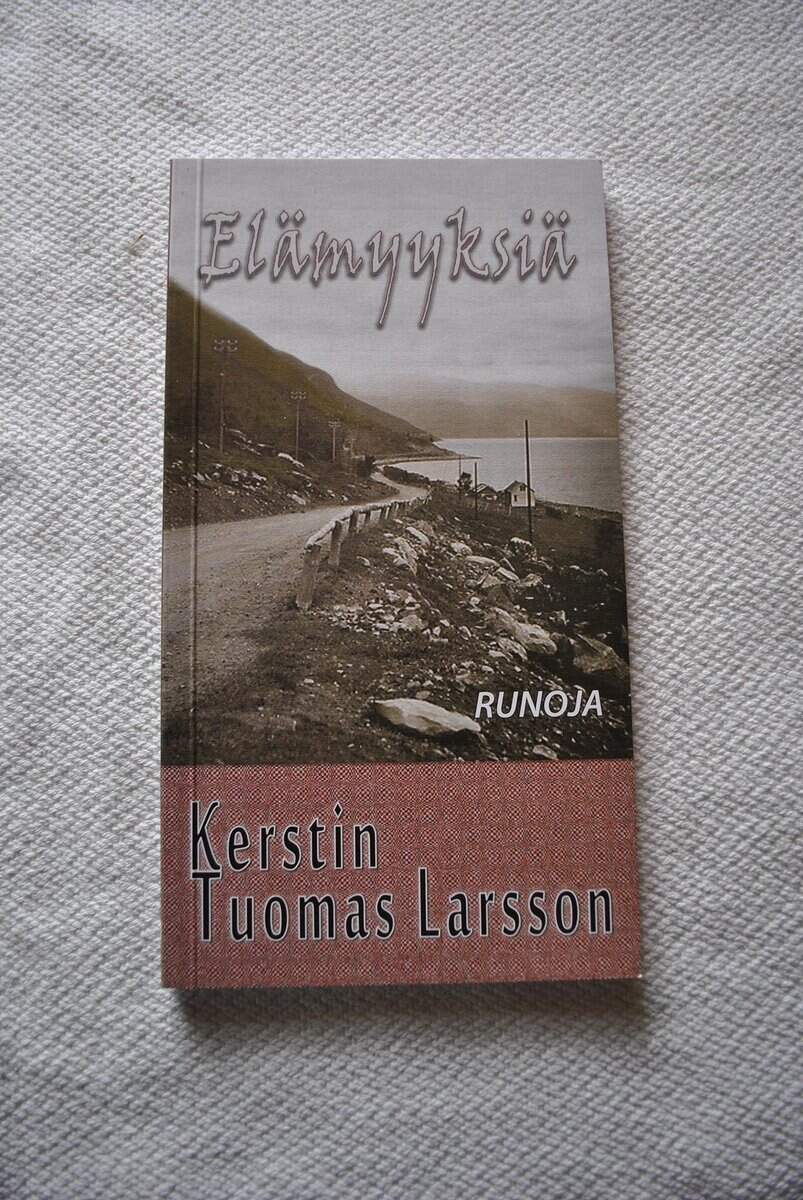 Elämyyksiä
RUNOJA
Kerstin
Tuomas Larsson